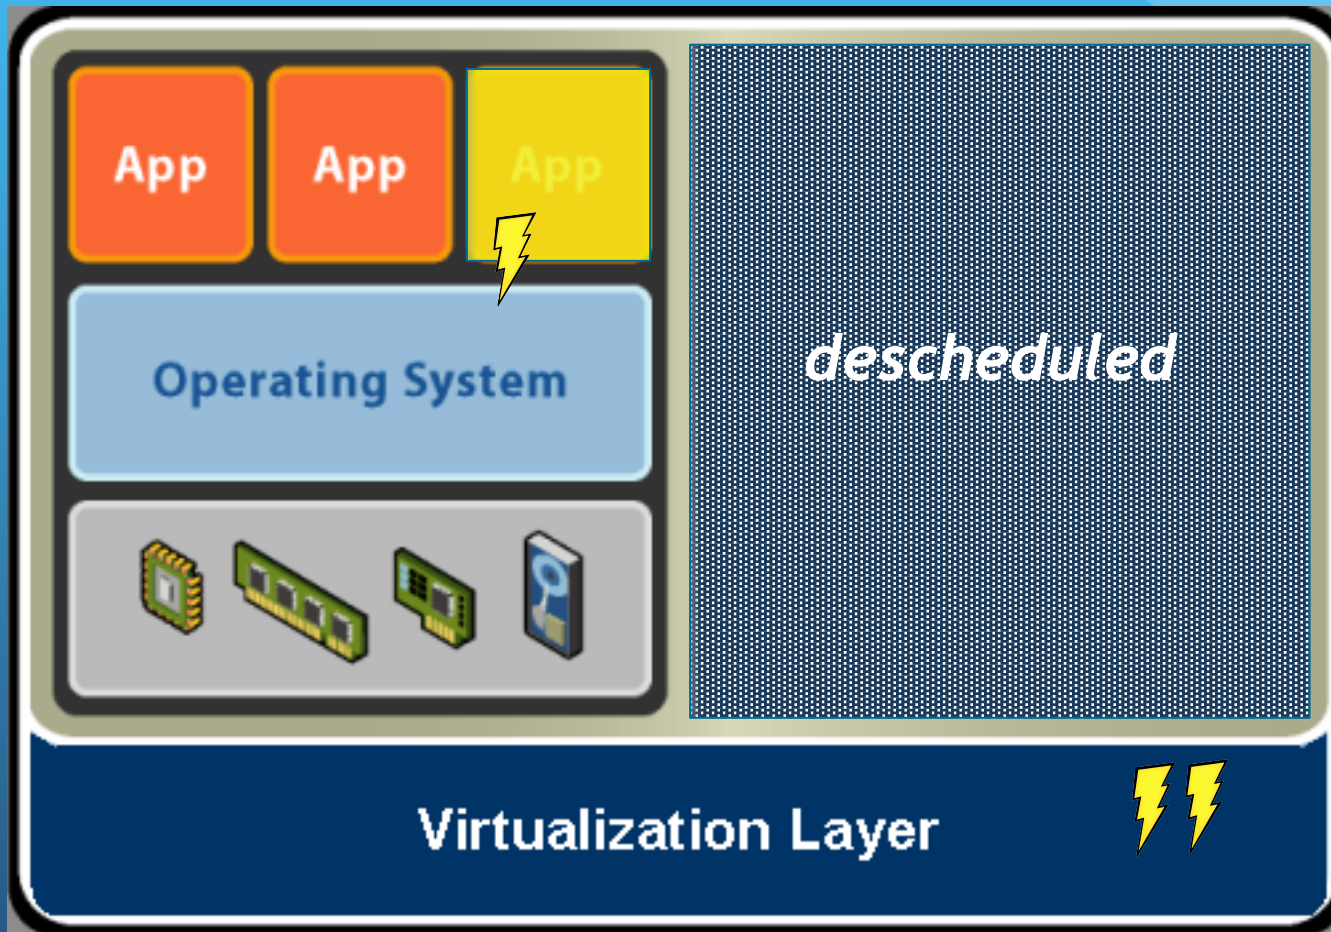 App
App
App
Operating System
descheduled
Virtualization Layer